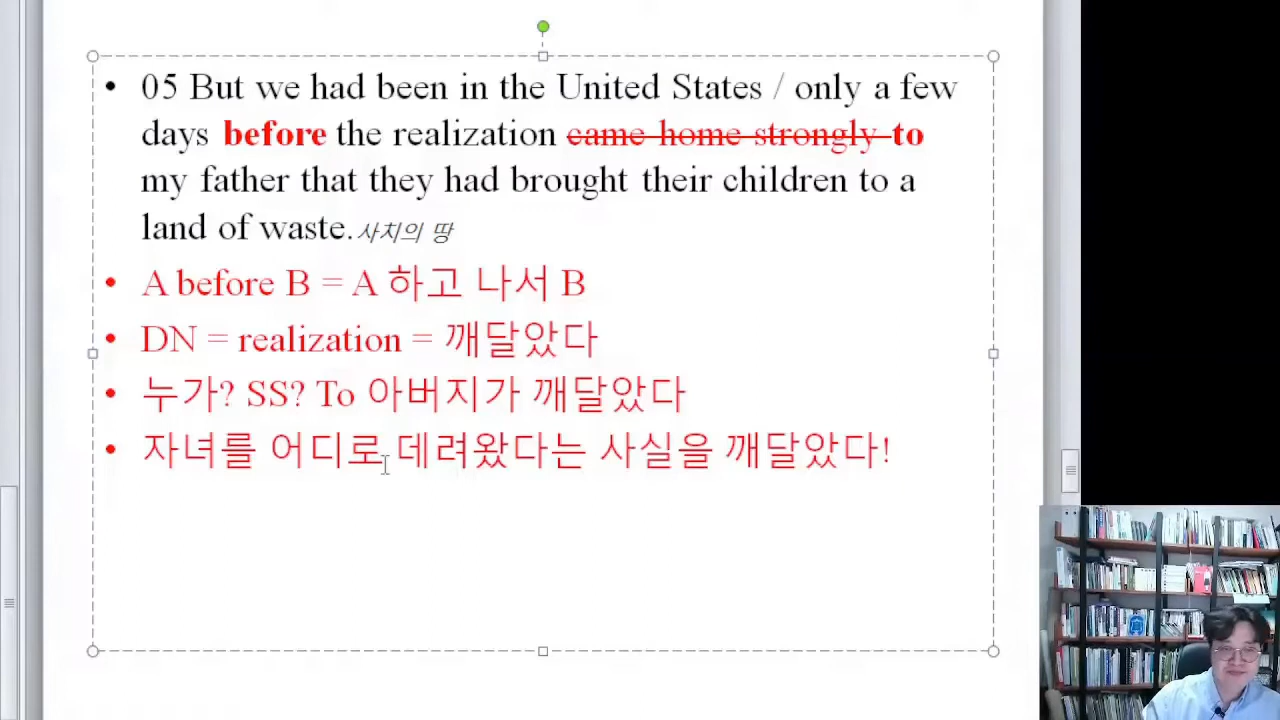 • 05 But we had been in the United States / only a few
days before the realization came home strongly to
my father that they had brought their children to a
land of waste.사치의 땅
• A before B = A 하고 나서 B
• DN = realization = 깨달았다
• 누가? SS? To 아버지가 깨달았다
• 자녀를 어디로 데려왔다는 사실을 깨달았다!